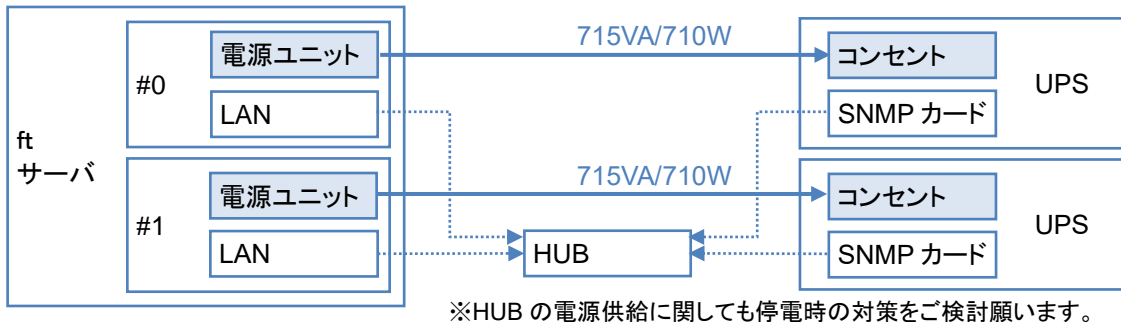 ft
サーバ
#0
電源ユニット
LAN
#1
電源ユニット
LAN
715VA/710W
715VA/710W
HUB
コンセント
SNMP カード
UPS
コンセント
SNMP カード
UPS
※HUB の電源供給に関しても停電時の対策をご検討願います。